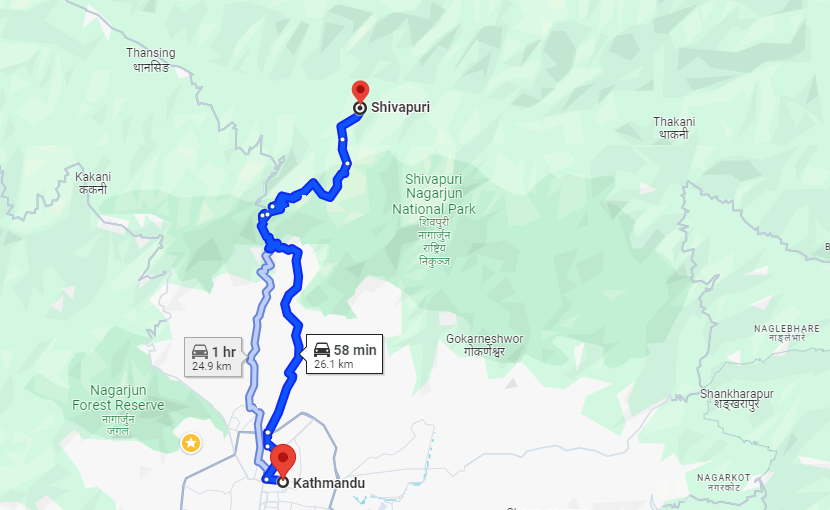 Thansing
थानसिङ
Shivapuri
Thakani
थाकनी
Kakani
ककनी
Shivapuri
Nagarjun
National Park
शिवपुरी
नागार्जुन
राष्ट्रिय
निकुञ्ज
NAGLEBHARE
नाङ्लेभारे
Gokarneshwor
गोकर्णेश्वर
1 hr
24.9 km
58 min
26.1 km
Nagarjun
Forest Reserve
नागार्जुन
जंगल
Shankharapur
शङ्खरापुर
Kathmandu
NAGARKOT
नगरकोट